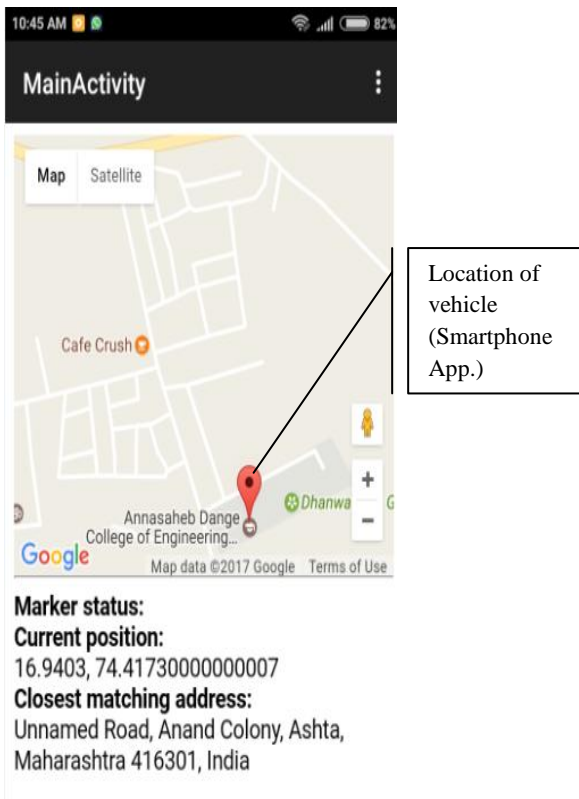 10:45 AM
82%
MainActivity
Map Satellite
Cafe Crush
Location of
vehicle
(Smartphone
App.)
+
Dhanwa G
Annasaheb Dange
College of Engineering...
−
Google
Map data ©2017 Google Terms of Use
Marker status:
Current position:
16.9403, 74.41730000000007
Closest matching address:
Unnamed Road, Anand Colony, Ashta,
Maharashtra 416301, India